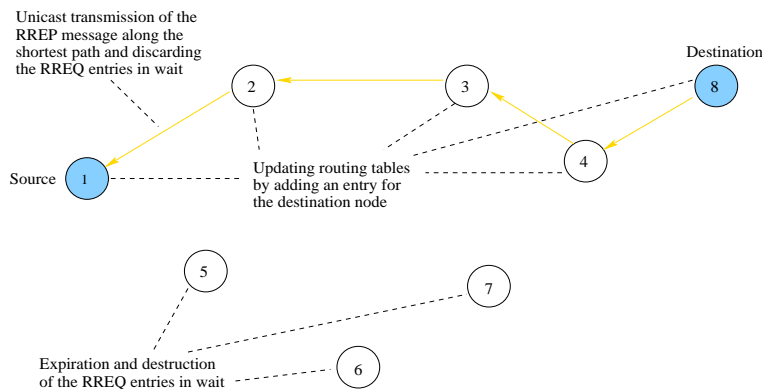 Unicast transmission of the
RREP message along the
shortest path and discarding
the RREQ entries in wait
Destination
2
3
8
4
Source
1
Updating routing tables
by adding an entry for
the destination node
5
7
Expiration and destruction
of the RREQ entries in wait
6